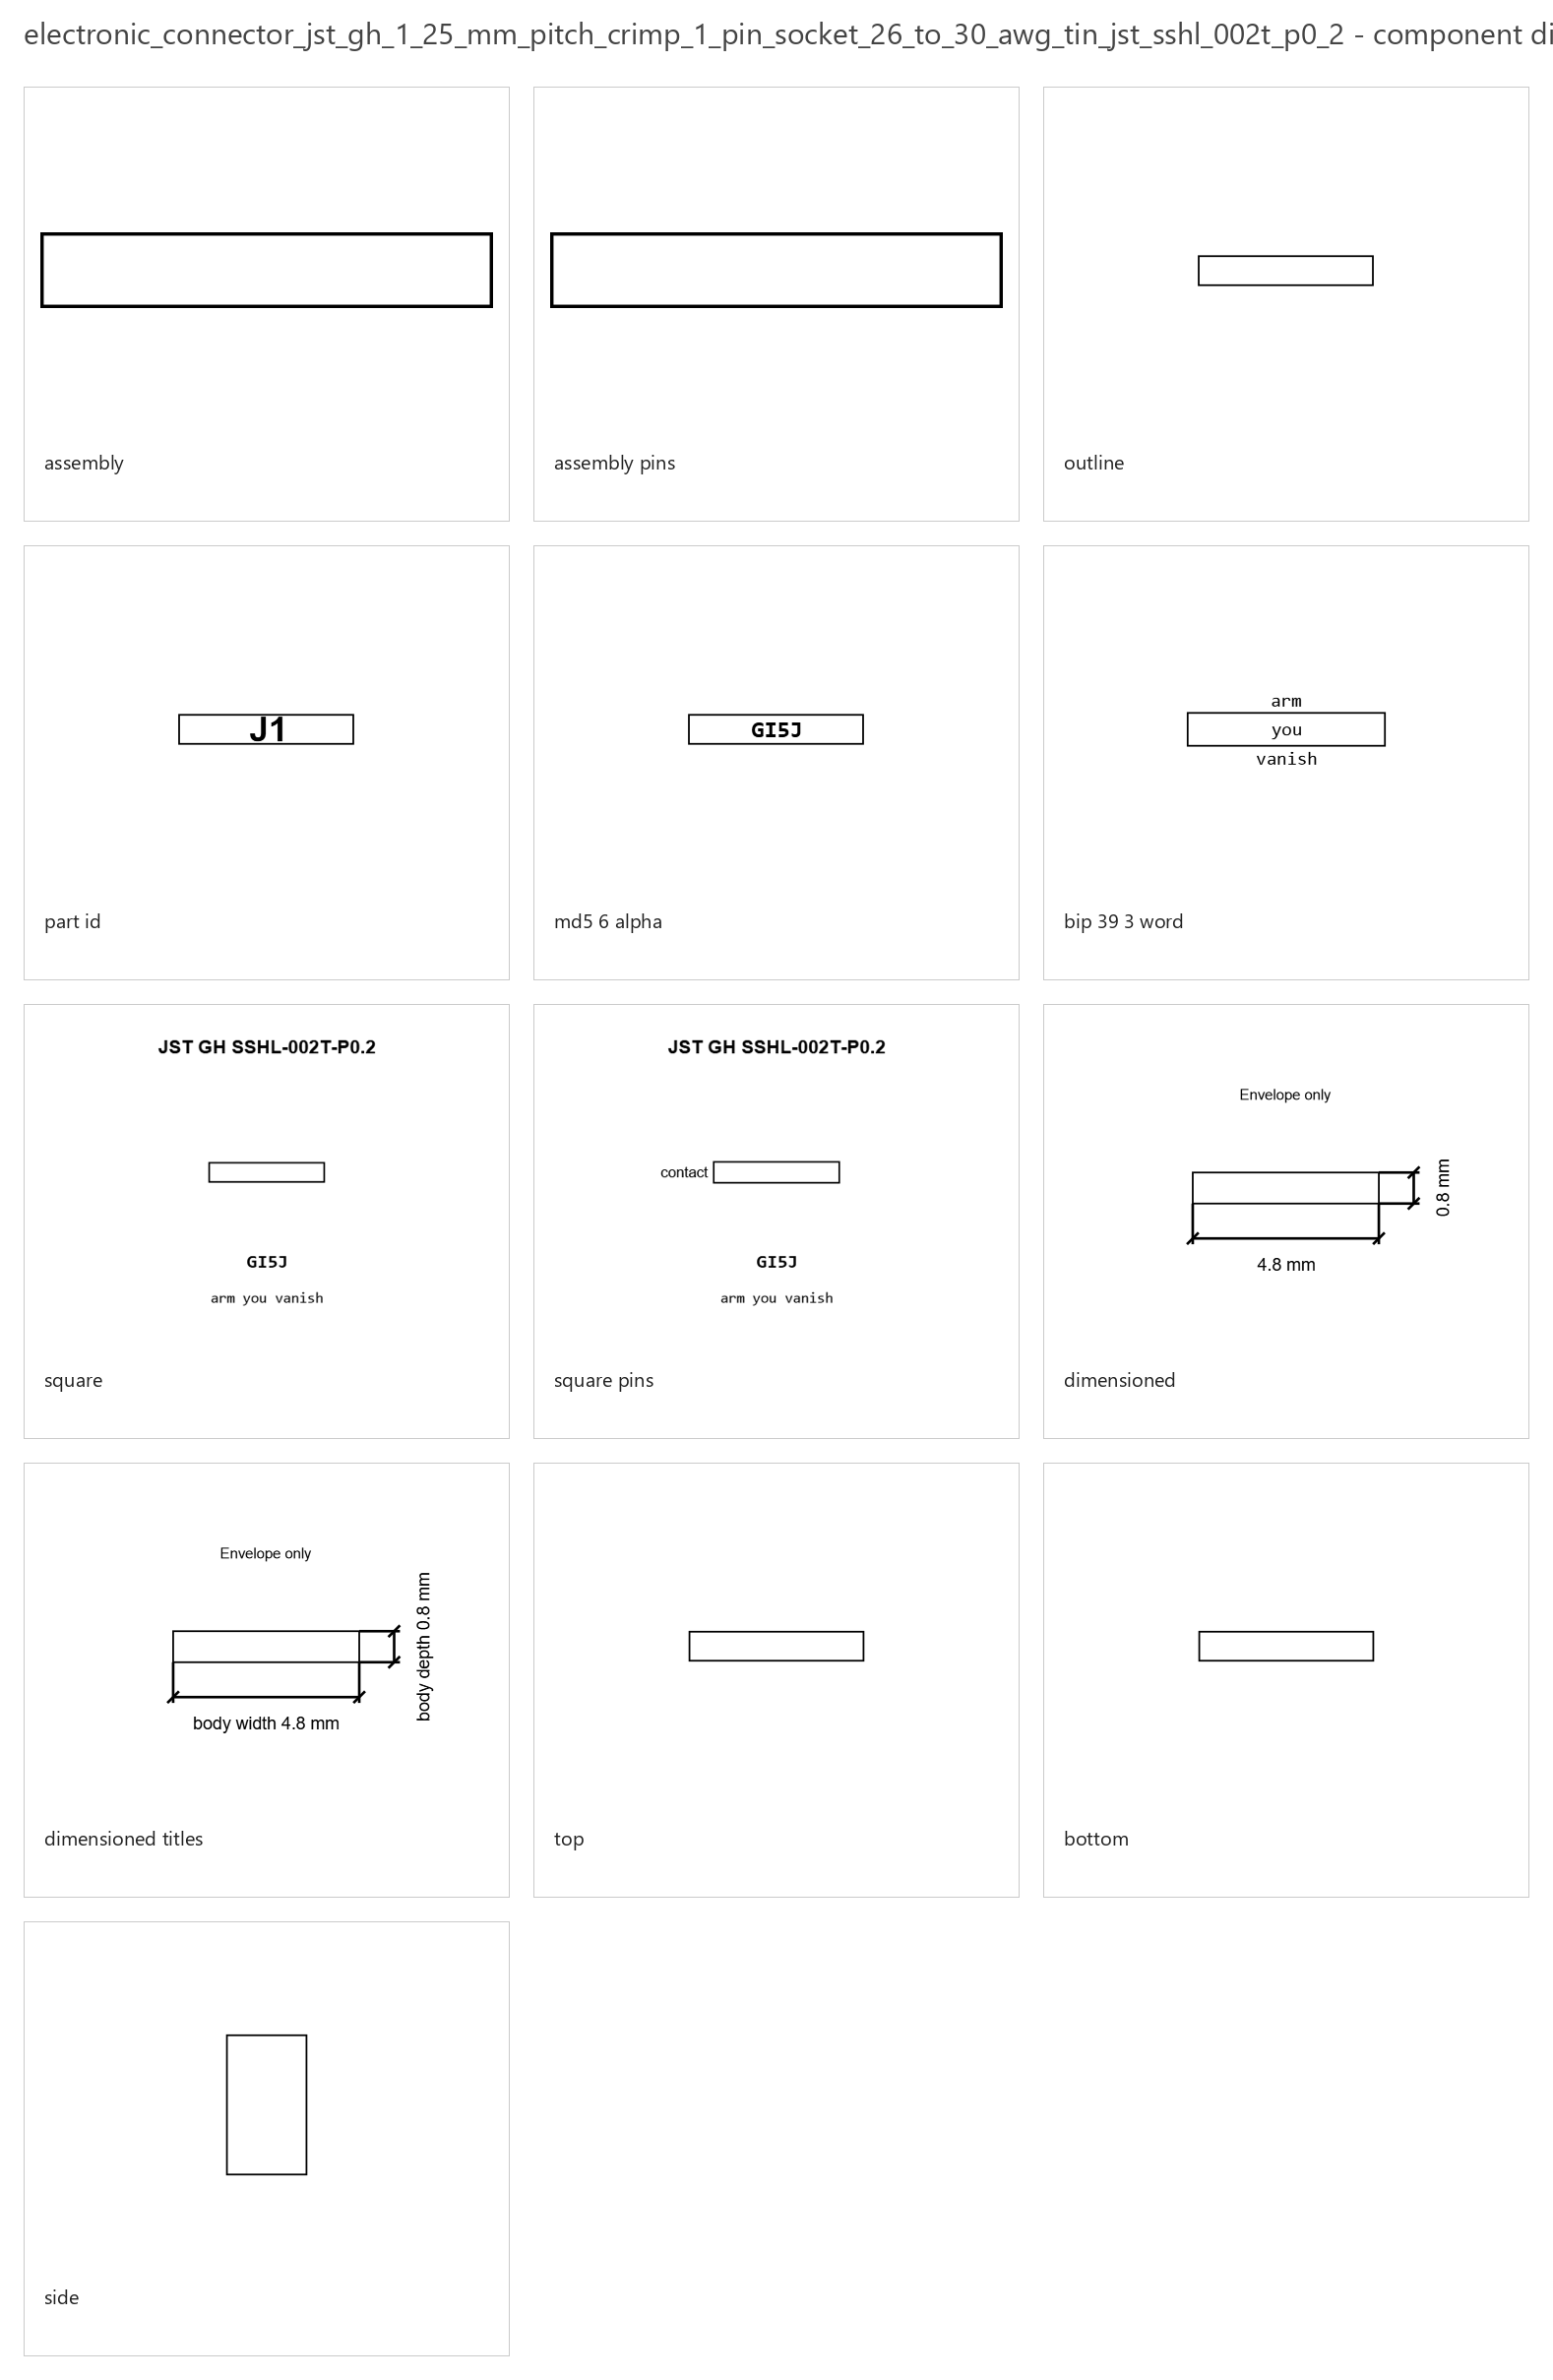 electronic_connector_jst_gh_1_25_mm_pitch_crimp_1_pin_socket_26_to_30_awg_tin_jst_sshl_002t_p0_2 - component di
assembly
assembly pins
outline
J1
part id
GI5J
md5 6 alpha
arm
you
vanish
bip 39 3 word
JST GH SSHL-002T-P0.2
GI5J
arm you vanish
square
JST GH SSHL-002T-P0.2
contact
GI5J
arm you vanish
square pins
Envelope only
0.8 mm
4.8 mm
dimensioned
Envelope only
body depth 0.8 mm
body width 4.8 mm
dimensioned titles
top
bottom
side